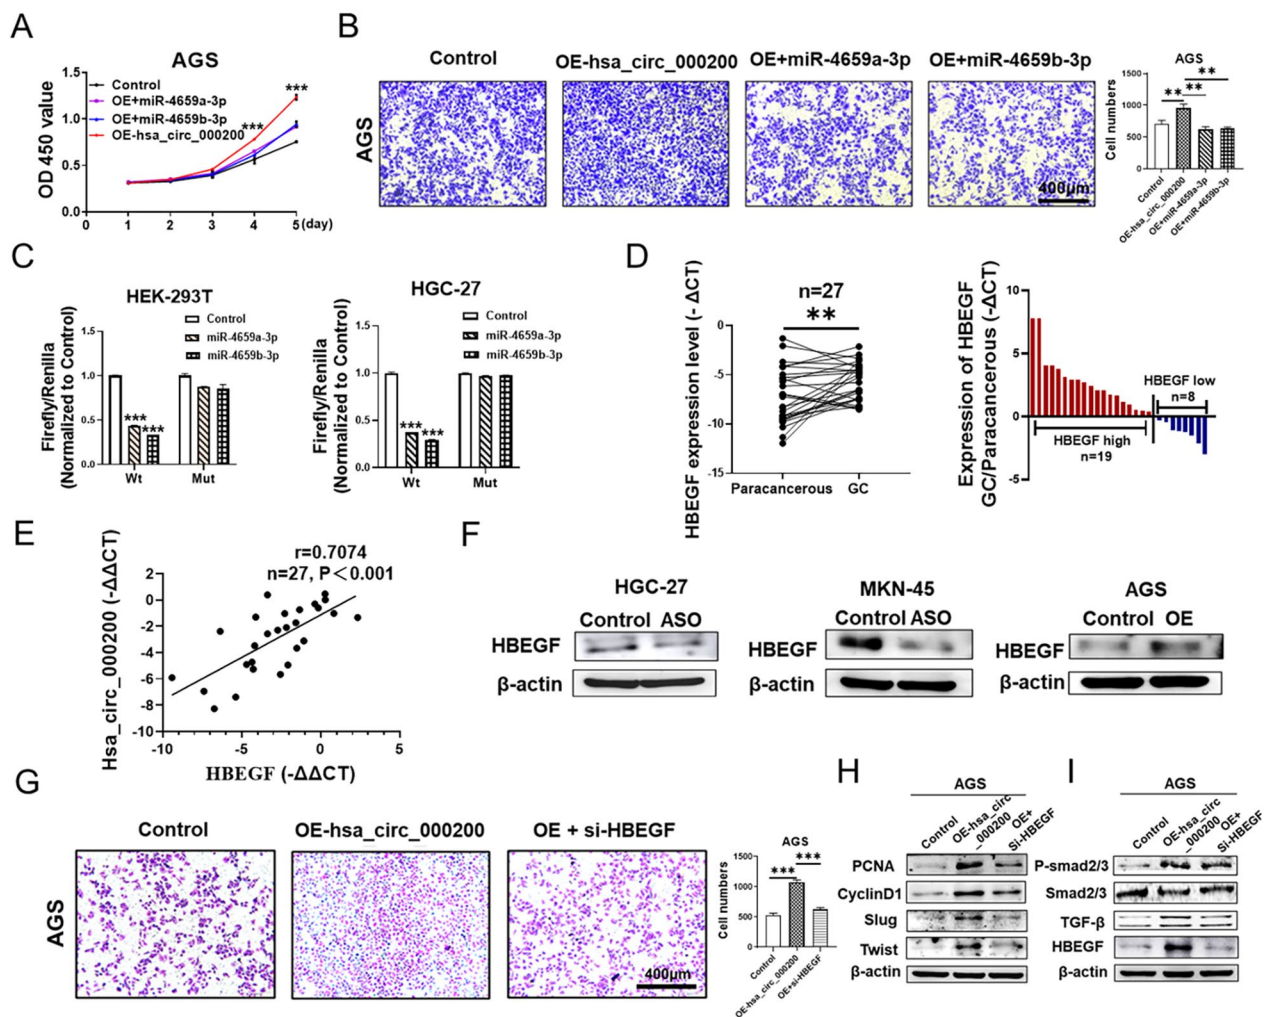 A
AGS
OD 450 value
1.5
1.0
0.5
0.0
Control
OE+miR-4659a-3p
OE+miR-4659b-3p
OE-hsa_circ_000200
***
***
0 1 2 3 4 5 (day)
B
Control
OE-hsa_circ_000200
OE+miR-4659a-3p
OE+miR-4659b-3p
AGS
400μm
AGS
Cell numbers
1500
1000
500
0
** ** **
Control
OE-hsa_circ_000200
OE+miR-4659a-3p
OE+miR-4659b-3p
C
HEK-293T
Firefly/Renilla
(Normalized to Control)
Control
miR-4659a-3p
miR-4659b-3p
1.5
1.0
0.5
0.0
*** ***
Wt Mut
HGC-27
Firefly/Renilla
(Normalized to Control)
Control
miR-4659a-3p
miR-4659b-3p
1.5
1.0
0.5
0.0
*** ***
Wt Mut
D
HBEGF expression level (- ΔCT)
n=27
**
0
-5
-10
-15
Paracancerous GC
Expression of HBEGF
GC/Paracancerous (-ΔCT)
10
5
0
-5
HBEGF low
n=8
HBEGF high
n=19
E
Hsa_circ_000200 (-ΔΔCT)
r=0.7074
n=27, P＜0.001
2
0
-2
-4
-6
-8
-10
-10 -5 0 5
HBEGF (-ΔΔCT)
F
HGC-27
Control ASO
HBEGF
β-actin
MKN-45
Control ASO
HBEGF
β-actin
AGS
Control OE
HBEGF
β-actin
G
Control
OE-hsa_circ_000200
OE + si-HBEGF
AGS
400μm
AGS
Cell numbers
1500
1000
500
0
*** ***
Control
OE-hsa_circ_000200
OE+si-HBEGF
H
AGS
Control
OE-hsa_circ
_000200
OE+
Si-HBEGF
PCNA
CyclinD1
Slug
Twist
β-actin
I
AGS
Control
OE-hsa_circ
_000200
OE+
Si-HBEGF
P-smad2/3
Smad2/3
TGF-β
HBEGF
β-actin